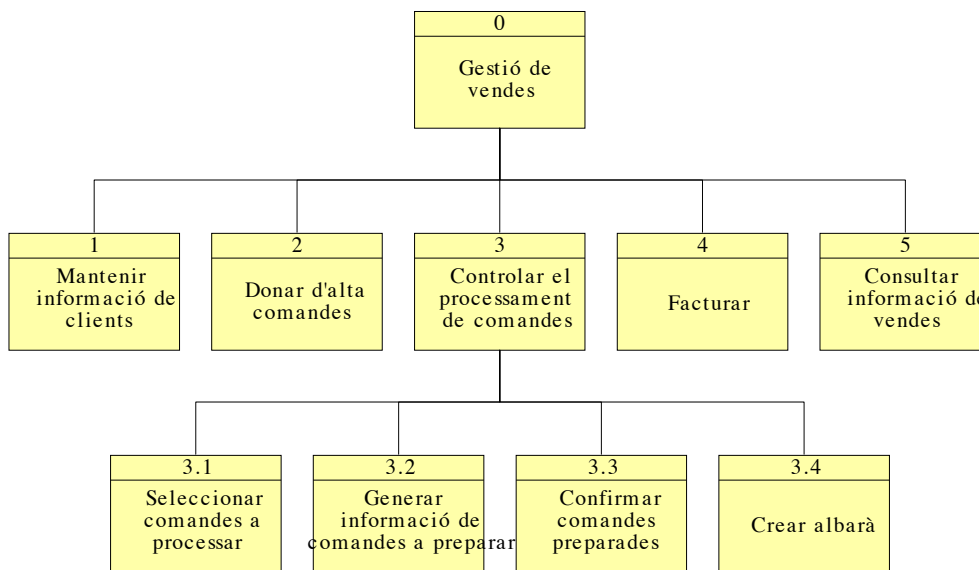 0
Gestió de
vendes
1
Mantenir
informació de
clients
2
Donar d'alta
comandes
3
Controlar el
processament
de comandes
4
Facturar
5
Consultar
informació de
vendes
3.1
Seleccionar
comandes a
processar
3.2
Generar
informació de
comandes a preparar
3.3
Confirmar
comandes
preparades
3.4
Crear albarà